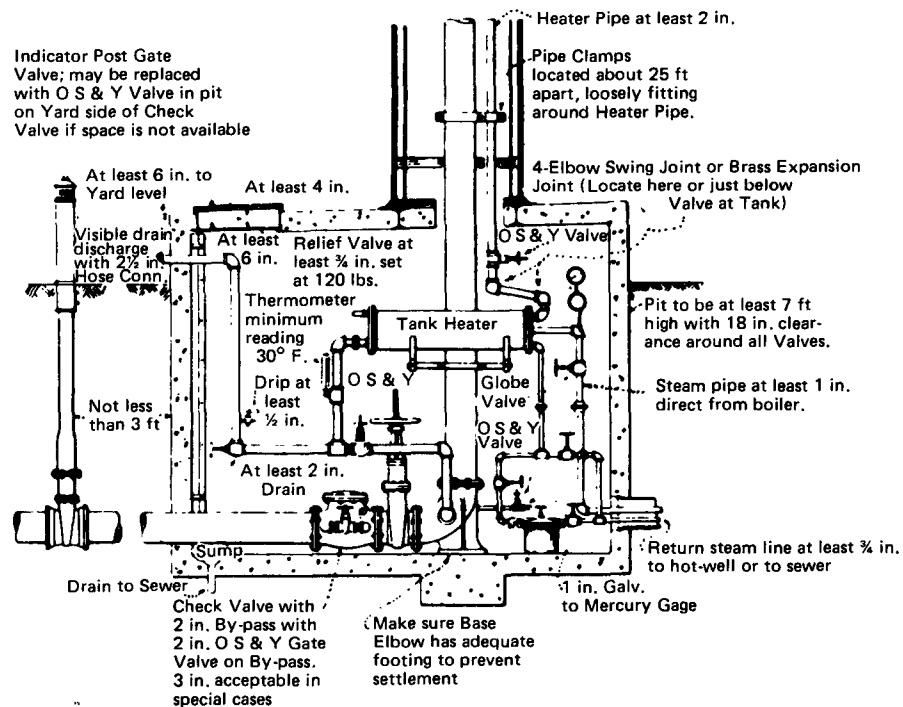 Heater Pipe at least 2 in.
Indicator Post Gate
Valve; may be replaced
with O S & Y Valve in pit
on Yard side of Check
Valve if space is not available
Pipe Clamps
located about 25 ft
apart, loosely fitting
around Heater Pipe.
At least 6 in. to
Yard level
At least 4 in.
4-Elbow Swing Joint or Brass Expansion
Joint (Locate here or just below
Valve at Tank)
Visible drain
discharge
with 2½ in.
Hose Conn.
At least
6 in.
Relief Valve at
least ¾ in. set
at 120 lbs.
O S & Y Valve
Thermometer
minimum
reading
30° F.
Tank Heater
Pit to be at least 7 ft
high with 18 in. clear-
ance around all Valves.
O S & Y
Globe
Valve
Steam pipe at least 1 in.
direct from boiler.
Drip at
least
½ in.
Not less
than 3 ft
O S & Y
Valve
At least 2 in.
Drain
Sump
Drain to Sewer
Return steam line at least ¾ in.
to hot-well or to sewer
1 in. Galv.
to Mercury Gage
Check Valve with
2 in. By-pass with
2 in. O S & Y Gate
Valve on By-pass.
3 in. acceptable in
special cases
Make sure Base
Elbow has adequate
footing to prevent
settlement